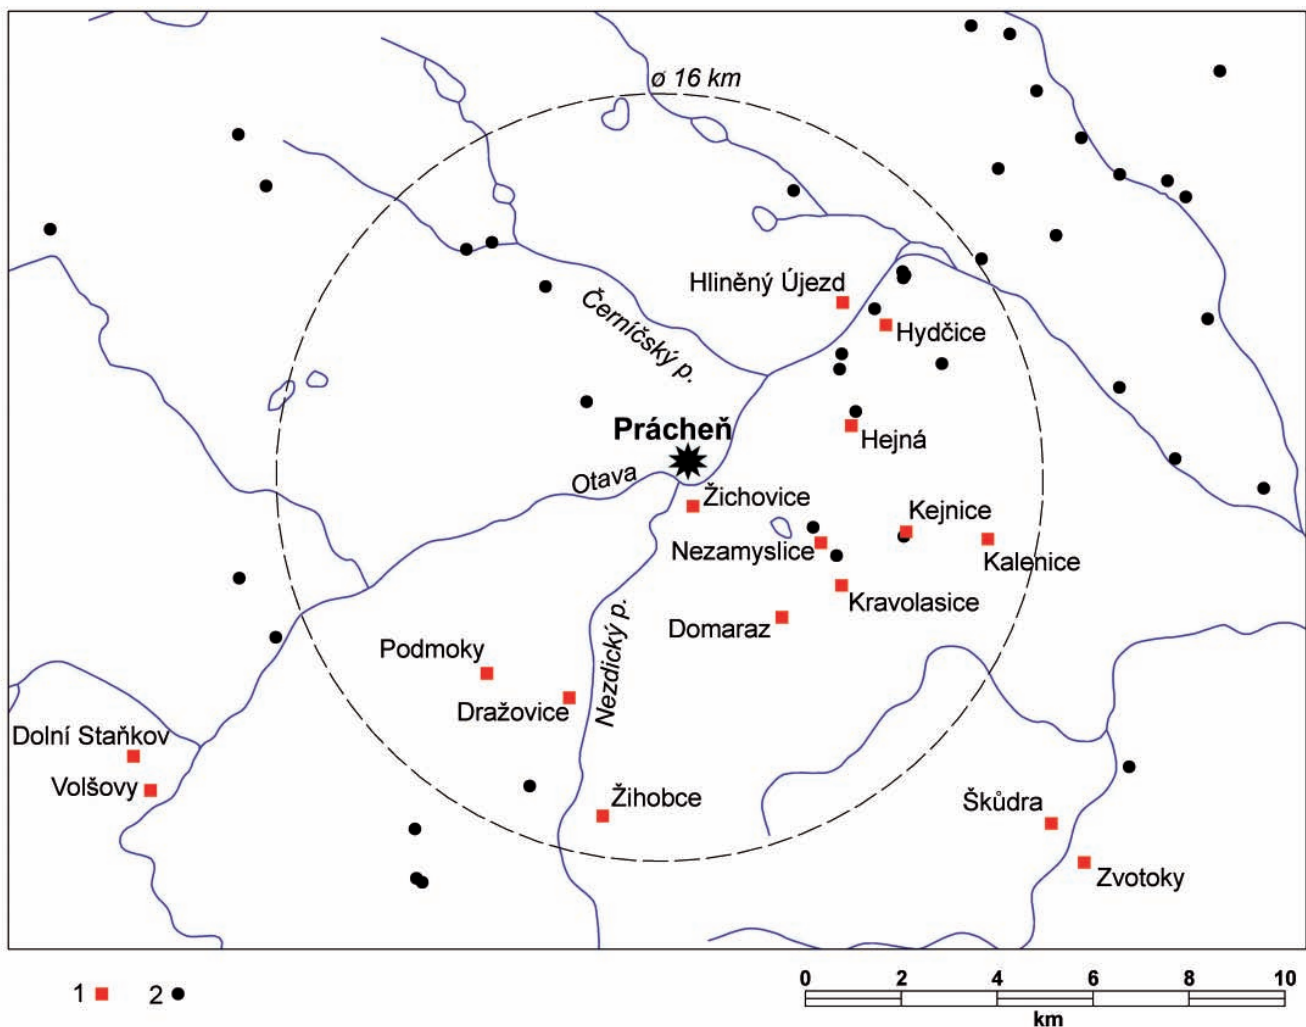 ø 16 km
Hliněný Újezd
Černíčský p.
Hydčice
Prácheň
Hejná
Otava
Žichovice
Kejnice
Nezamyslice
Kalenice
Kravolasice
Domaraz
Nezdický p.
Podmoky
Dražovice
Dolní Staňkov
Volšovy
Žihobce
Škůdra
Zvotoky
1
2
0 2 4 6 8 10
km